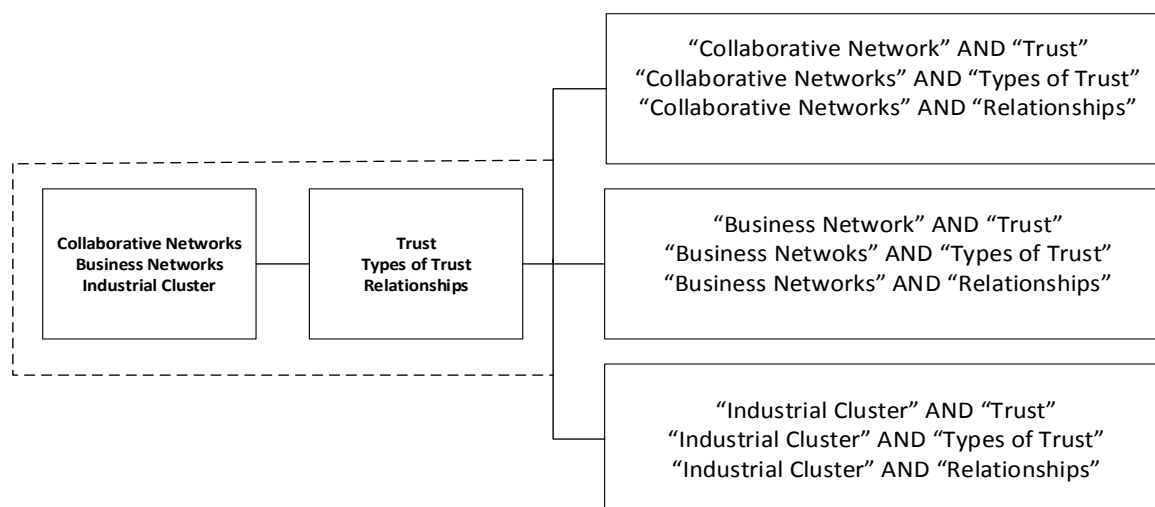 “Collaborative Network” AND “Trust”
“Collaborative Networks” AND “Types of Trust”
“Collaborative Networks” AND “Relationships”
Collaborative Networks
Business Networks
Industrial Cluster
Trust
Types of Trust
Relationships
“Business Network” AND “Trust”
“Business Netwoks” AND “Types of Trust”
“Business Networks” AND “Relationships”
“Industrial Cluster” AND “Trust”
“Industrial Cluster” AND “Types of Trust”
“Industrial Cluster” AND “Relationships”